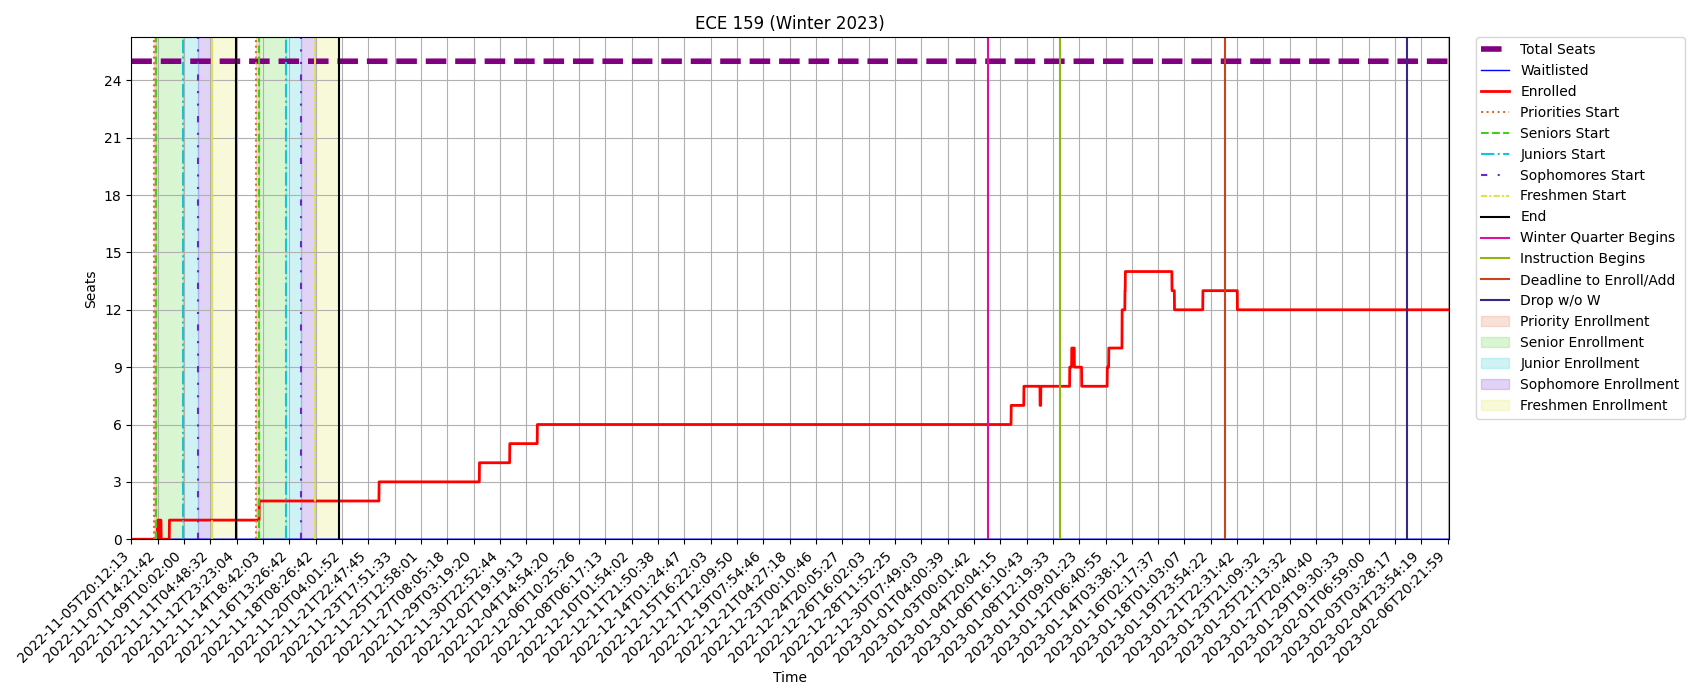 ECE 159 (Winter 2023)
Seats
24
21
18
15
12
9
6
3
0
2022-11-05T20:12:13
2022-11-07T14:21:42
2022-11-09T10:02:00
2022-11-11T04:48:32
2022-11-12T23:23:04
2022-11-14T18:42:03
2022-11-16T13:26:42
2022-11-18T08:26:42
2022-11-20T04:01:52
2022-11-21T22:47:45
2022-11-23T17:51:33
2022-11-25T12:58:01
2022-11-27T08:05:18
2022-11-29T03:19:20
2022-11-30T22:52:44
2022-12-02T19:19:13
2022-12-04T14:54:20
2022-12-06T10:25:26
2022-12-08T06:17:13
2022-12-10T01:54:02
2022-12-11T21:50:38
2022-12-14T01:24:47
2022-12-15T16:22:03
2022-12-17T12:09:50
2022-12-19T07:54:46
2022-12-21T04:27:18
2022-12-23T00:10:46
2022-12-24T20:05:27
2022-12-26T16:02:03
2022-12-28T11:52:25
2022-12-30T07:49:03
2023-01-01T04:00:39
2023-01-03T00:01:42
2023-01-04T20:04:15
2023-01-06T16:10:43
2023-01-08T12:19:33
2023-01-10T09:01:23
2023-01-12T06:40:55
2023-01-14T03:38:12
2023-01-16T02:17:37
2023-01-18T01:03:07
2023-01-19T23:54:22
2023-01-21T22:31:42
2023-01-23T21:09:32
2023-01-25T21:13:32
2023-01-27T20:40:40
2023-01-29T19:30:33
2023-02-01T06:59:00
2023-02-03T03:28:17
2023-02-04T23:54:19
2023-02-06T20:21:59
Time
Total Seats
Waitlisted
Enrolled
Priorities Start
Seniors Start
Juniors Start
Sophomores Start
Freshmen Start
End
Winter Quarter Begins
Instruction Begins
Deadline to Enroll/Add
Drop w/o W
Priority Enrollment
Senior Enrollment
Junior Enrollment
Sophomore Enrollment
Freshmen Enrollment